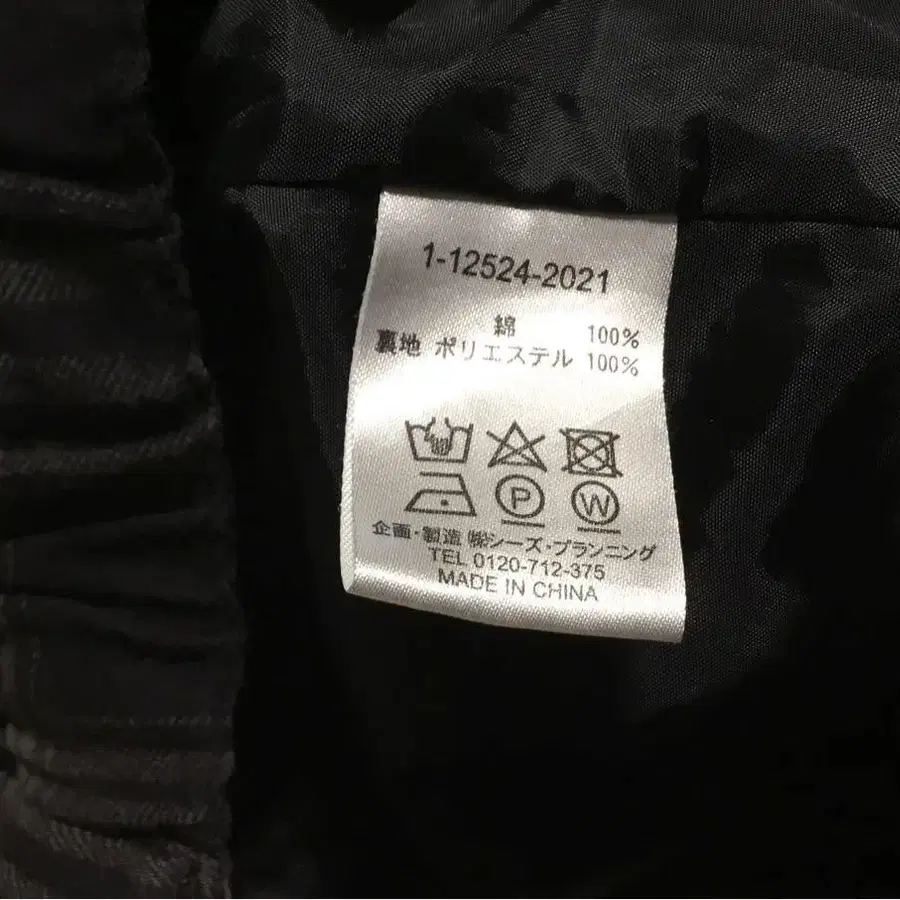 1-12524-2021
綿 100%
裏地 ポリエステル 100%
P W
企画・製造 ㈱シーズ・プランニング
TEL 0120-712-375
MADE IN CHINA